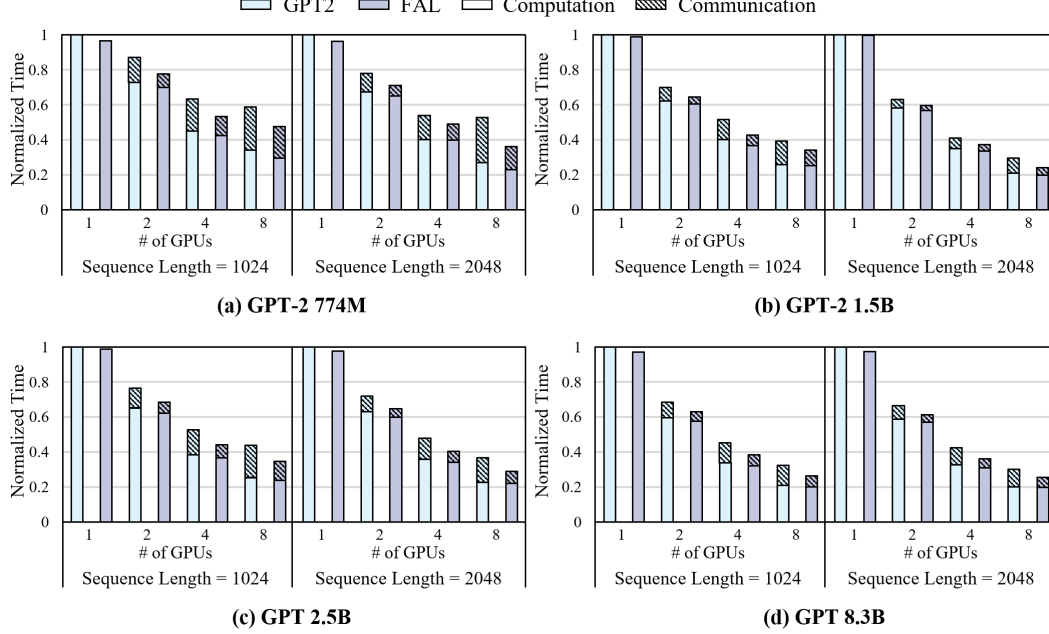 GPT2 FAL Computation Communication
Normalized Time
1
0.8
0.6
0.4
0.2
0
1 2 4 8 1 2 4 8
# of GPUs # of GPUs
Sequence Length = 1024 Sequence Length = 2048
(a) GPT-2 774M
Normalized Time
1
0.8
0.6
0.4
0.2
0
1 2 4 8 1 2 4 8
# of GPUs # of GPUs
Sequence Length = 1024 Sequence Length = 2048
(b) GPT-2 1.5B
Normalized Time
1
0.8
0.6
0.4
0.2
0
1 2 4 8 1 2 4 8
# of GPUs # of GPUs
Sequence Length = 1024 Sequence Length = 2048
(c) GPT 2.5B
Normalized Time
1
0.8
0.6
0.4
0.2
0
1 2 4 8 1 2 4 8
# of GPUs # of GPUs
Sequence Length = 1024 Sequence Length = 2048
(d) GPT 8.3B